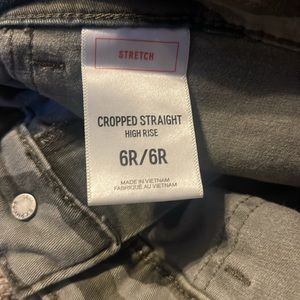 STRETCH
CROPPED STRAIGHT
HIGH RISE
6R/6R
MADE IN VIETNAM
FABRIQUÉ AU VIETNAM